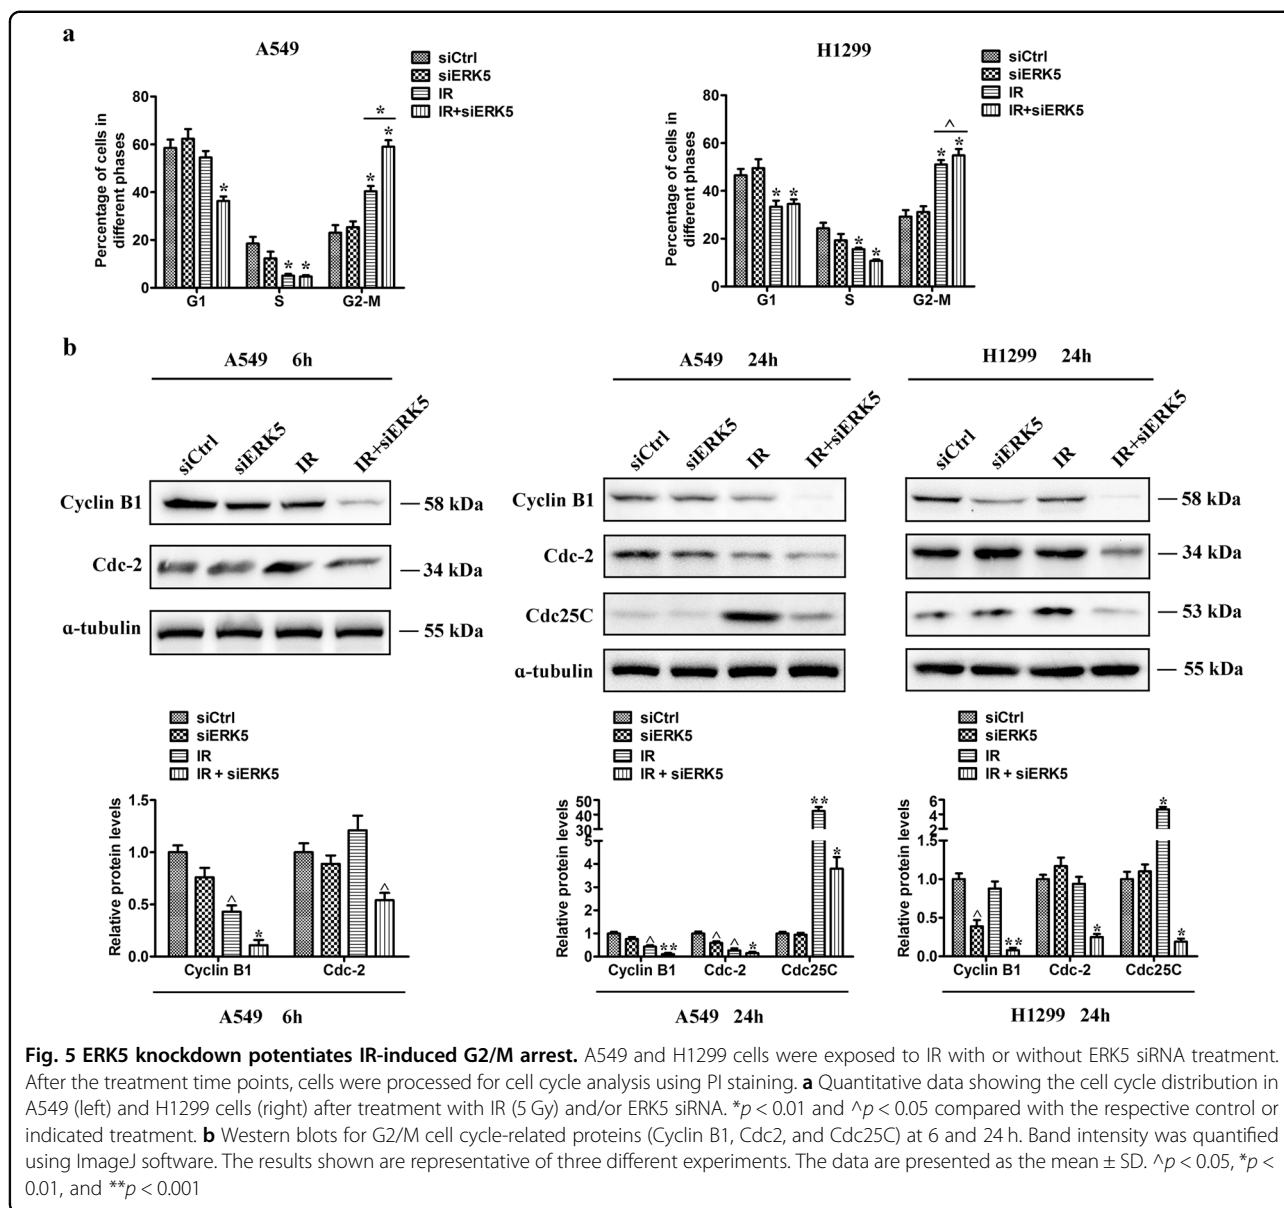 a
A549
siCtrl
siERK5
IR
IR+siERK5
Percentage of cells in
different phases
80
60
40
20
0
*
*
*
*
*
*
G1
S
G2-M
H1299
siCtrl
siERK5
IR
IR+siERK5
Percentage of cells in
different phases
80
60
40
20
0
^
*
*
*
*
*
*
G1
S
G2-M
b
A549 6h
siCtrl
siERK5
IR
IR+siERK5
Cyclin B1
58 kDa
Cdc-2
34 kDa
α-tubulin
55 kDa
A549 24h
siCtrl
siERK5
IR
IR+siERK5
Cyclin B1
Cdc-2
Cdc25C
α-tubulin
H1299 24h
siCtrl
siERK5
IR
IR+siERK5
58 kDa
34 kDa
53 kDa
55 kDa
siCtrl
siERK5
IR
IR + siERK5
Relative protein levels
1.5
1.0
0.5
0.0
^
*
^
Cyclin B1
Cdc-2
A549 6h
siCtrl
siERK5
IR
IR + siERK5
Relative protein levels
50
40
30
5
4
3
2
1
0
^
**
^
^
*
**
*
Cyclin B1
Cdc-2
Cdc25C
A549 24h
siCtrl
siERK5
IR
IR + siERK5
Relative protein levels
6
4
2
1.5
1.0
0.5
0.0
^
**
*
*
*
Cyclin B1
Cdc-2
Cdc25C
H1299 24h
Fig. 5 ERK5 knockdown potentiates IR-induced G2/M arrest. A549 and H1299 cells were exposed to IR with or without ERK5 siRNA treatment.
After the treatment time points, cells were processed for cell cycle analysis using PI staining. a Quantitative data showing the cell cycle distribution in
A549 (left) and H1299 cells (right) after treatment with IR (5 Gy) and/or ERK5 siRNA. *p < 0.01 and ^p < 0.05 compared with the respective control or
indicated treatment. b Western blots for G2/M cell cycle-related proteins (Cyclin B1, Cdc2, and Cdc25C) at 6 and 24 h. Band intensity was quantified
using ImageJ software. The results shown are representative of three different experiments. The data are presented as the mean ± SD. ^p < 0.05, *p <
0.01, and **p < 0.001